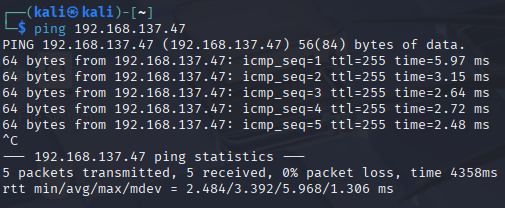 ┌──(kali㉿kali)-[~]
└─$ ping 192.168.137.47
PING 192.168.137.47 (192.168.137.47) 56(84) bytes of data.
64 bytes from 192.168.137.47: icmp_seq=1 ttl=255 time=5.97 ms
64 bytes from 192.168.137.47: icmp_seq=2 ttl=255 time=3.15 ms
64 bytes from 192.168.137.47: icmp_seq=3 ttl=255 time=2.64 ms
64 bytes from 192.168.137.47: icmp_seq=4 ttl=255 time=2.72 ms
64 bytes from 192.168.137.47: icmp_seq=5 ttl=255 time=2.48 ms
^C
--- 192.168.137.47 ping statistics ---
5 packets transmitted, 5 received, 0% packet loss, time 4358ms
rtt min/avg/max/mdev = 2.484/3.392/5.968/1.306 ms